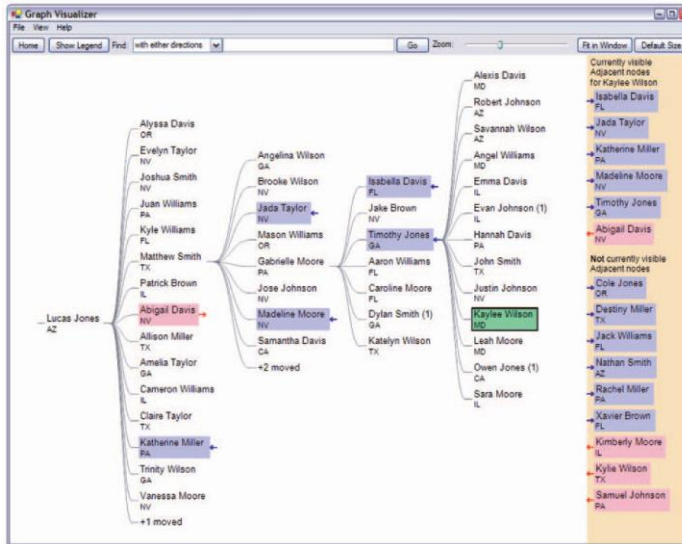 Graph Visualizer
File View Help
Home Show Legend Find: with either directions Go Zoom: Fit in Window Default Size
Lucas Jones
AZ
Alyssa Davis
OR
Evelyn Taylor
NV
Joshua Smith
NV
Juan Williams
PA
Kyle Williams
FL
Matthew Smith
TX
Patrick Brown
IL
Abigail Davis
NV
Allison Miller
TX
Amelia Taylor
GA
Cameron Williams
IL
Claire Taylor
TX
Katherine Miller
PA
Trinity Wilson
GA
Vanessa Moore
NV
+1 moved
Angelina Wilson
GA
Brooke Wilson
NV
Jada Taylor
NV
Mason Williams
OR
Gabrielle Moore
PA
Jose Johnson
NV
Madeline Moore
NV
Samantha Davis
CA
+2 moved
Isabella Davis
FL
Jake Brown
NV
Timothy Jones
GA
Aaron Williams
FL
Caroline Moore
FL
Dylan Smith (1)
GA
Katelyn Wilson
TX
Alexis Davis
MD
Robert Johnson
AZ
Savannah Wilson
AZ
Angel Williams
MD
Emma Davis
IL
Evan Johnson (1)
IL
Hannah Davis
PA
John Smith
TX
Justin Johnson
NV
Kaylee Wilson
MD
Leah Moore
MD
Owen Jones (1)
CA
Sara Moore
IL
Currently visible
Adjacent nodes
for Kaylee Wilson
Isabella Davis
FL
Jada Taylor
NV
Katherine Miller
PA
Madeline Moore
NV
Timothy Jones
GA
Abigail Davis
NV
Not currently visible
Adjacent nodes
Cole Jones
OR
Destiny Miller
TX
Jack Williams
FL
Nathan Smith
AZ
Rachel Miller
PA
Xavier Brown
FL
Kimberly Moore
IL
Kylie Wilson
TX
Samuel Johnson
PA